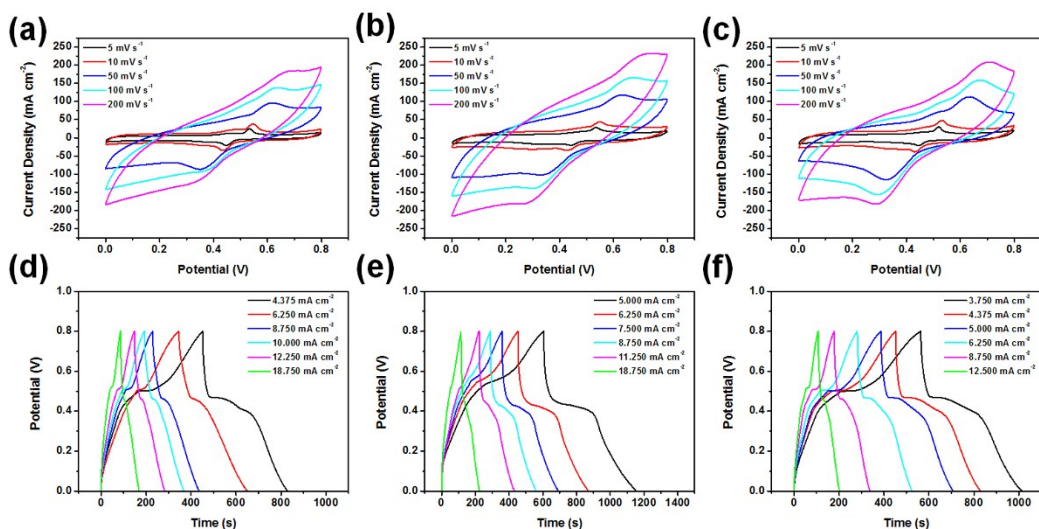 (a)
5 mV s⁻¹
10 mV s⁻¹
50 mV s⁻¹
100 mV s⁻¹
200 mV s⁻¹
250
200
150
100
50
0
-50
-100
-150
-200
-250
Current Density (mA cm⁻²)
0.0 0.2 0.4 0.6 0.8
Potential (V)
(b)
5 mV s⁻¹
10 mV s⁻¹
50 mV s⁻¹
100 mV s⁻¹
200 mV s⁻¹
250
200
150
100
50
0
-50
-100
-150
-200
-250
Current Density (mA cm⁻²)
0.0 0.2 0.4 0.6 0.8
Potential (V)
(c)
5 mV s⁻¹
10 mV s⁻¹
50 mV s⁻¹
100 mV s⁻¹
200 mV s⁻¹
250
200
150
100
50
0
-50
-100
-150
-200
-250
Current Density (mA cm⁻²)
0.0 0.2 0.4 0.6 0.8
Potential (V)
(d)
4.375 mA cm⁻²
6.250 mA cm⁻²
8.750 mA cm⁻²
10.000 mA cm⁻²
12.250 mA cm⁻²
18.750 mA cm⁻²
1.0
0.8
0.6
0.4
0.2
0.0
Potential (V)
0 200 400 600 800 1000
Time (s)
(e)
5.000 mA cm⁻²
6.250 mA cm⁻²
7.500 mA cm⁻²
8.750 mA cm⁻²
11.250 mA cm⁻²
18.750 mA cm⁻²
1.0
0.8
0.6
0.4
0.2
0.0
Potential (V)
0 300 600 900 1200 1500
Time (s)
(f)
3.750 mA cm⁻²
4.375 mA cm⁻²
5.000 mA cm⁻²
6.250 mA cm⁻²
8.750 mA cm⁻²
12.500 mA cm⁻²
1.0
0.8
0.6
0.4
0.2
0.0
Potential (V)
0 200 400 600 800 1000
Time (s)